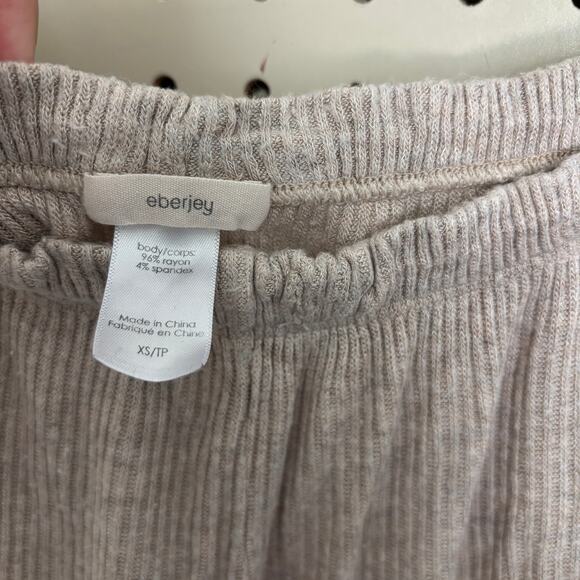 eberjey
body/corps:
96% rayon
4% spandex
Made in China
Fabriqué en Chine
XS/TP